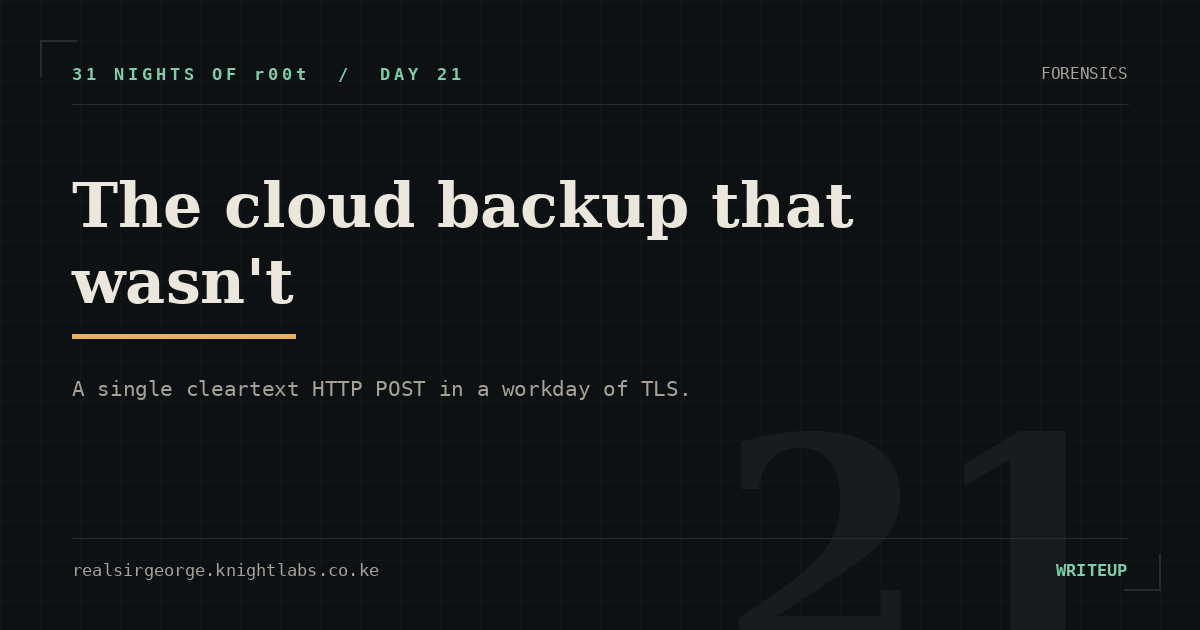 31 NIGHTS OF r00t / DAY 21
FORENSICS
The cloud backup that
wasn't
A single cleartext HTTP POST in a workday of TLS.
21
realsirgeorge.knightlabs.co.ke
WRITEUP